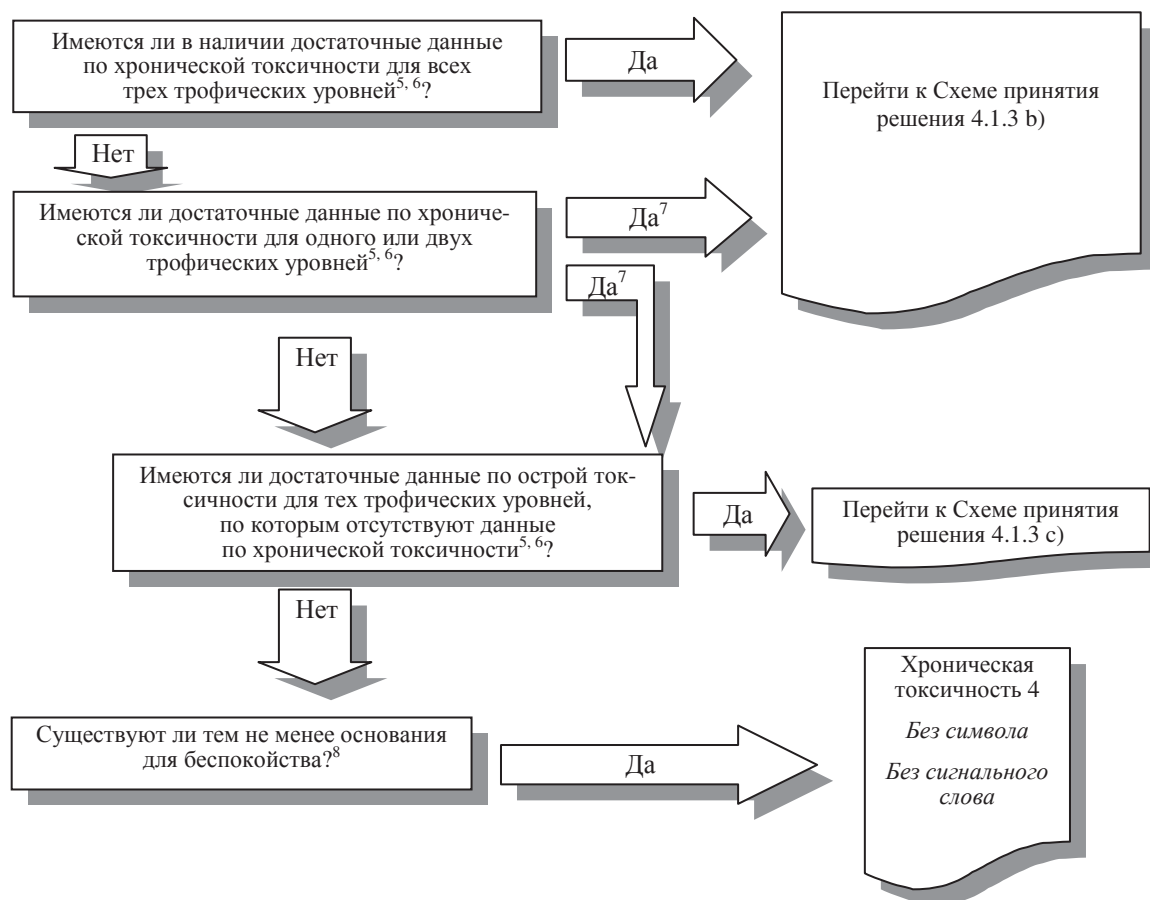 Имеются ли в наличии достаточные данные
по хронической токсичности для всех
трех трофических уровней5, 6?
Да
Перейти к Схеме принятия
решения 4.1.3 b)
Нет
Имеются ли достаточные данные по хрониче-
ской токсичности для одного или двух
трофических уровней5, 6?
Да7
Да7
Нет
Имеются ли достаточные данные по острой ток-
сичности для тех трофических уровней,
по которым отсутствуют данные
по хронической токсичности5, 6?
Да
Перейти к Схеме принятия
решения 4.1.3 c)
Нет
Существуют ли тем не менее основания
для беспокойства?8
Да
Хроническая
токсичность 4
Без символа
Без сигнального
слова